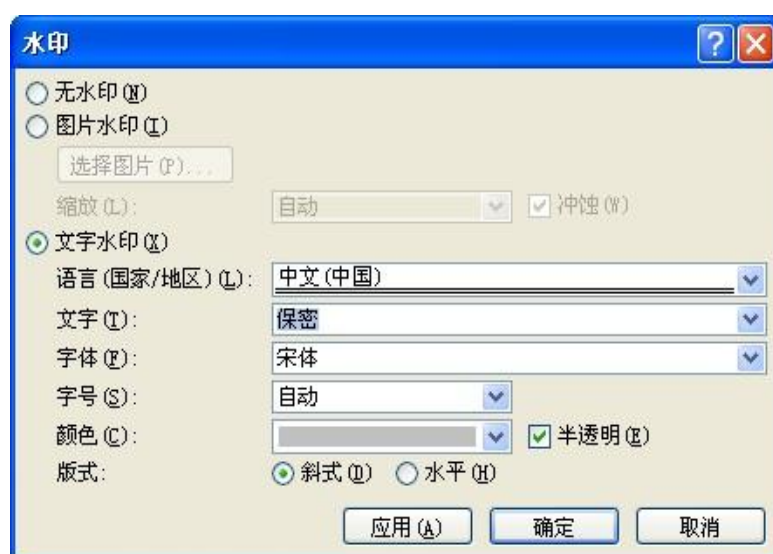 水印
无水印(N)
图片水印(I)
选择图片(P)...
缩放(L): 自动 冲蚀(W)
文字水印(X)
语言(国家/地区)(L): 中文(中国)
文字(T): 保密
字体(F): 宋体
字号(S): 自动
颜色(C): 半透明(E)
版式: 斜式(D) 水平(H)
应用(A) 确定 取消